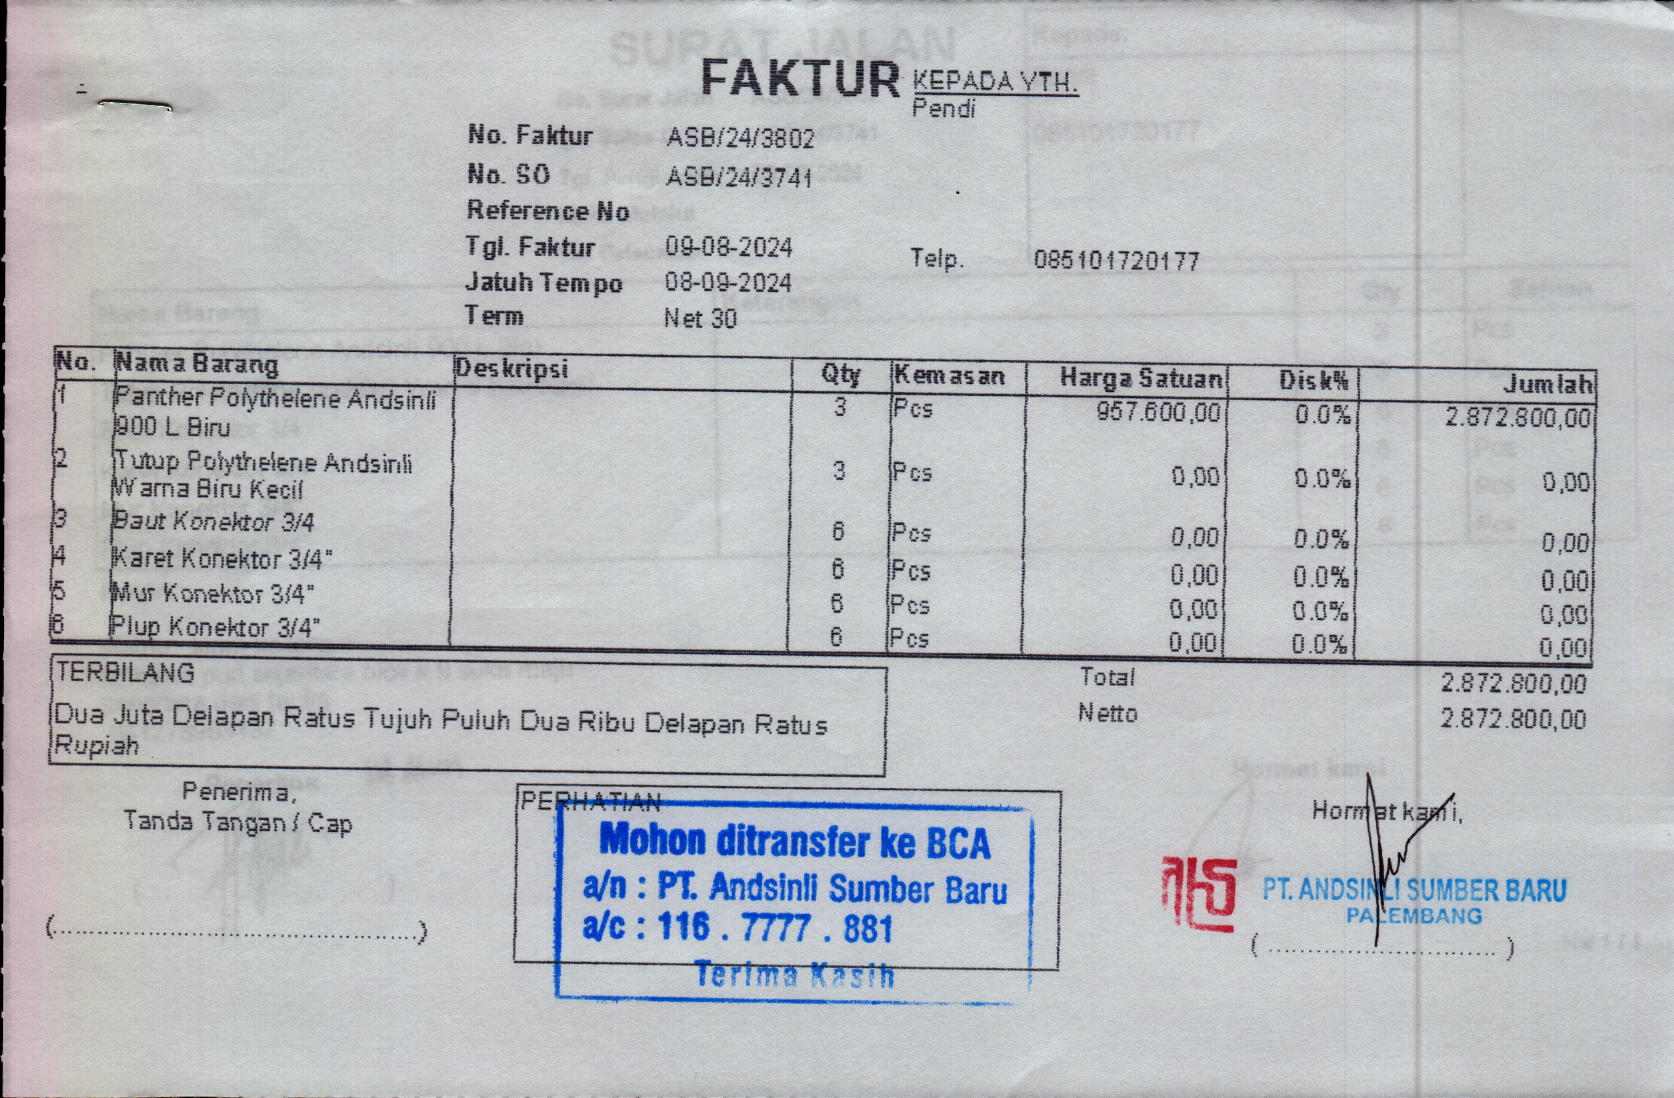 FAKTUR
KEPADA YTH.
Pendi
No. Faktur ASB/24/3802
No. SO ASB/24/3741
Reference No
Tgl. Faktur 09-08-2024
Telp. 085101720177
Jatuh Tempo 08-09-2024
Term Net 30
No. Nama Barang Deskripsi Qty Kemasan Harga Satuan Disk% Jumlah
1 Panther Polythelene Andsinli 3 Pcs 957.600,00 0.0% 2.872.800,00
900 L Biru
2 Tutup Polythelene Andsinli 3 Pcs 0,00 0.0% 0,00
Warna Biru Kecil
3 Baut Konektor 3/4 6 Pcs 0,00 0.0% 0,00
4 Karet Konektor 3/4" 6 Pcs 0,00 0.0% 0,00
5 Mur Konektor 3/4" 6 Pcs 0,00 0.0% 0,00
6 Plup Konektor 3/4" 6 Pcs 0,00 0.0% 0,00
TERBILANG
Dua Juta Delapan Ratus Tujuh Puluh Dua Ribu Delapan Ratus
Rupiah
Total 2.872.800,00
Netto 2.872.800,00
Penerima,
Tanda Tangan / Cap
(....................................................)
PERHATIAN
Mohon ditransfer ke BCA
a/n : PT. Andsinli Sumber Baru
a/c : 116 . 7777 . 881
Terima Kasih
Hormat kami,
PT. ANDSINLI SUMBER BARU
PALEMBANG
(................................)